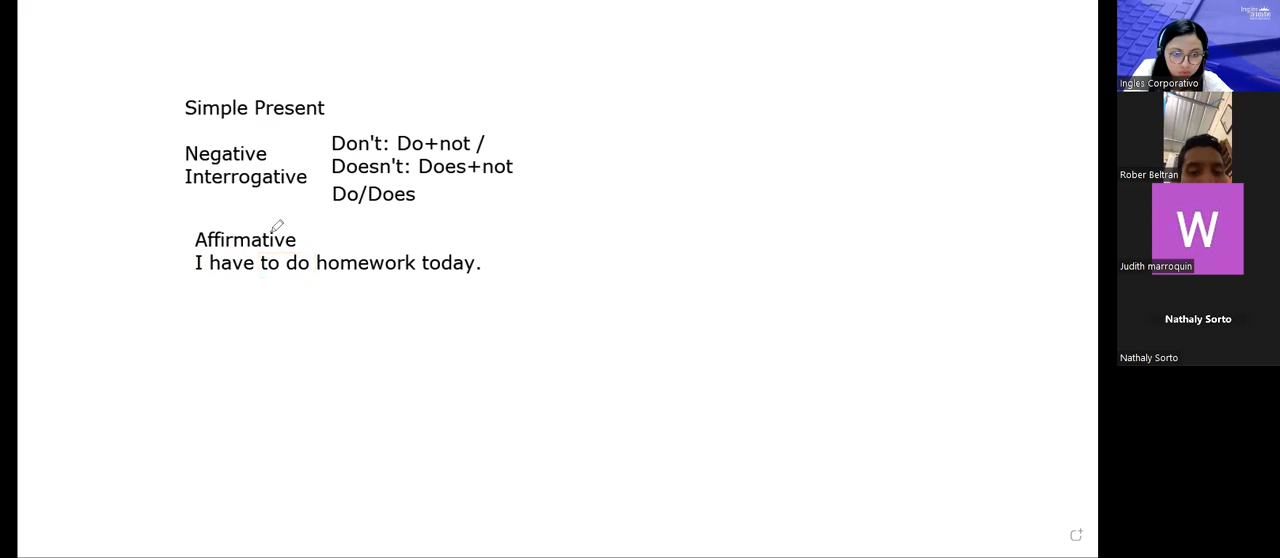 Simple Present
Negative
Interrogative
Don't: Do+not /
Doesn't: Does+not
Do/Does
Affirmative
I have to do homework today.
Ingles Corporativo
Rober Beltran
W
Judith marroquin
Nathaly Sorto
Nathaly Sorto